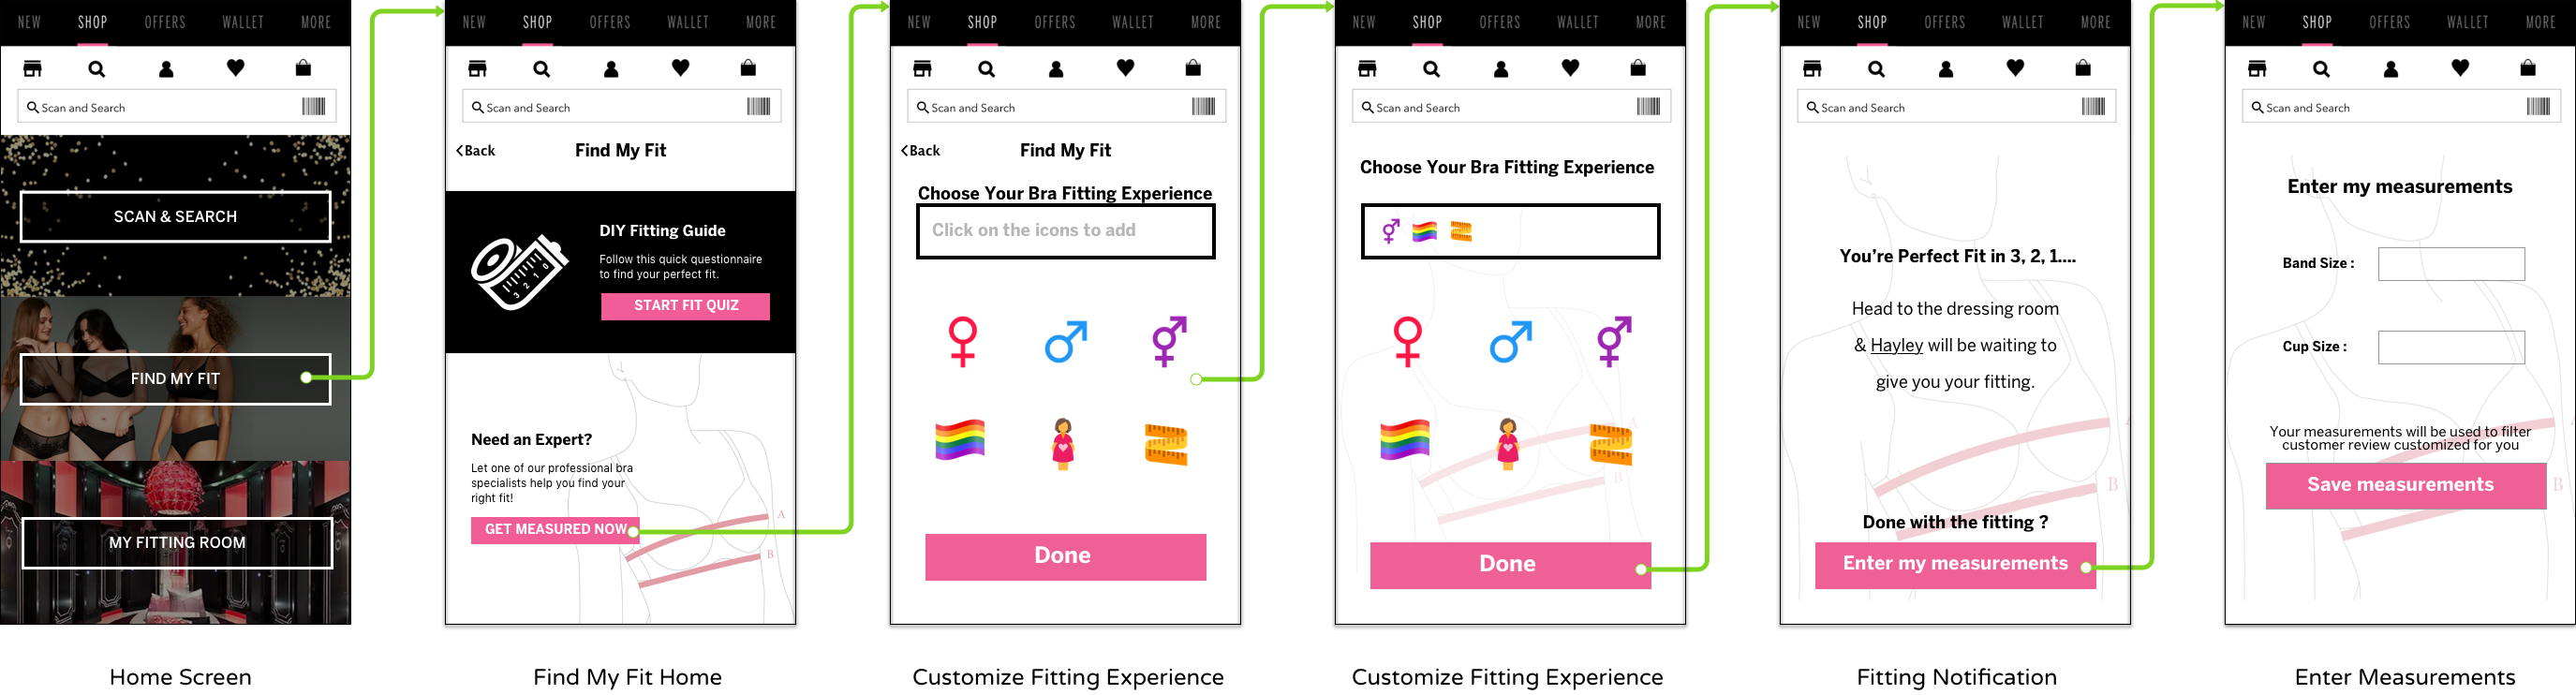 NEW SHOP OFFERS WALLET MORE
Scan and Search
SCAN & SEARCH
FIND MY FIT
MY FITTING ROOM
Home Screen
NEW SHOP OFFERS WALLET MORE
Scan and Search
<Back Find My Fit
DIY Fitting Guide
Follow this quick questionnaire
to find your perfect fit.
START FIT QUIZ
3 2 1 0
Need an Expert?
Let one of our professional bra
specialists help you find your
right fit!
GET MEASURED NOW
A
B
Find My Fit Home
NEW SHOP OFFERS WALLET MORE
Scan and Search
<Back Find My Fit
Choose Your Bra Fitting Experience
Click on the icons to add
Done
Customize Fitting Experience
NEW SHOP OFFERS WALLET MORE
Scan and Search
Choose Your Bra Fitting Experience
A
B
Done
Customize Fitting Experience
NEW SHOP OFFERS WALLET MORE
Scan and Search
You're Perfect Fit in 3, 2, 1....
Head to the dressing room
& Hayley will be waiting to
give you your fitting.
B
Done with the fitting ?
Enter my measurements
Fitting Notification
NEW SHOP OFFERS WALLET MORE
Scan and Search
Enter my measurements
Band Size :
Cup Size :
Your measurements will be used to filter
customer review customized for you
Save measurements
B
Enter Measurements